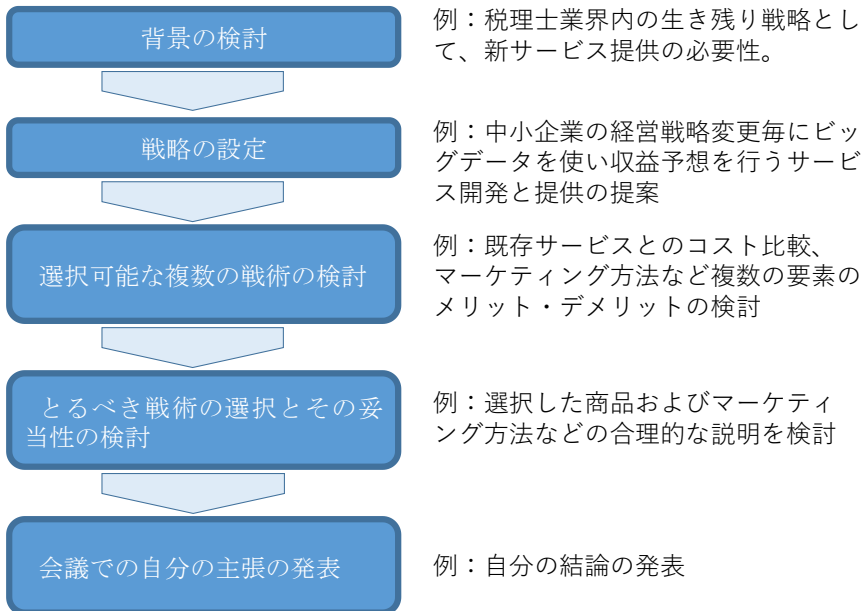 背景の検討
例：税理士業界内の生き残り戦略とし
て、新サービス提供の必要性。
戦略の設定
例：中小企業の経営戦略変更毎にビッ
グデータを使い収益予想を行うサービ
ス開発と提供の提案
選択可能な複数の戦術の検討
例：既存サービスとのコスト比較、
マーケティング方法など複数の要素の
メリット・デメリットの検討
とるべき戦術の選択とその妥
当性の検討
例：選択した商品およびマーケティ
ング方法などの合理的な説明を検討
会議での自分の主張の発表
例：自分の結論の発表